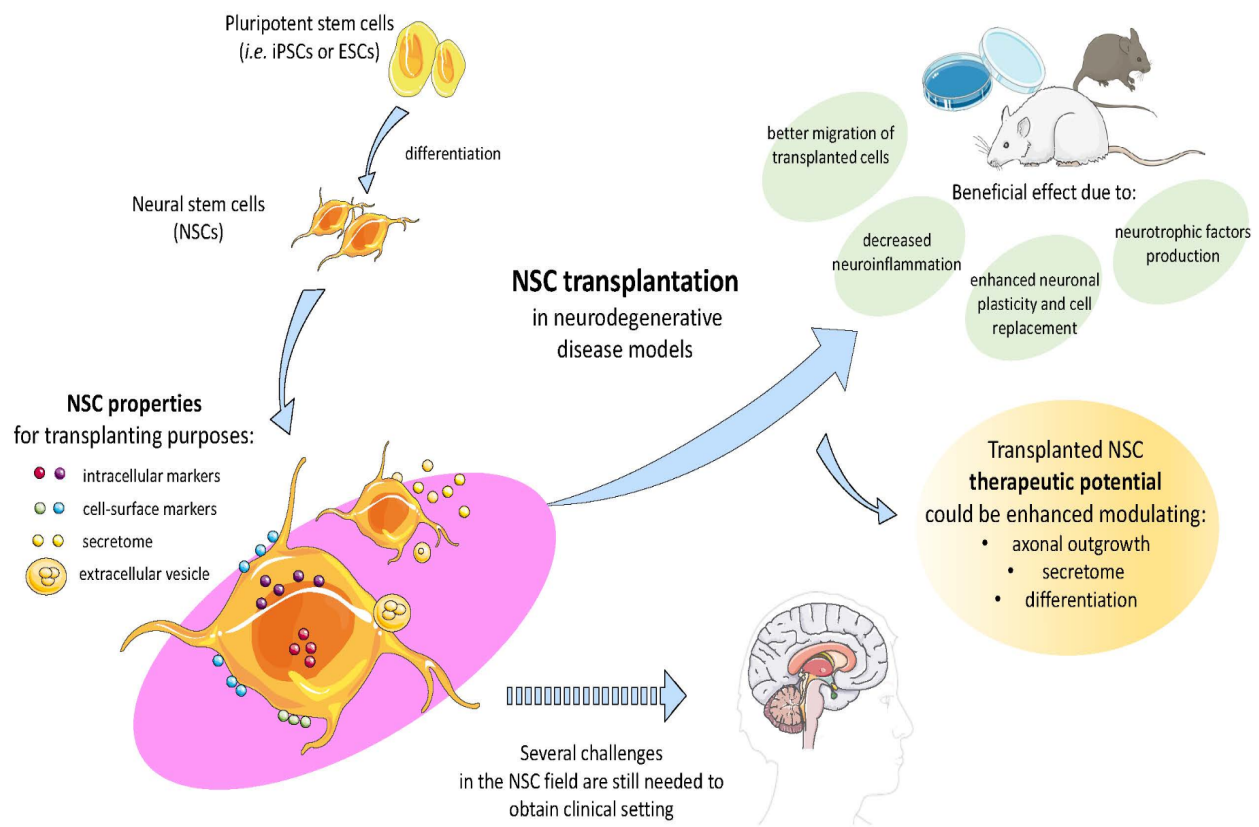 Pluripotent stem cells
(i.e. iPSCs or ESCs)
differentiation
Neural stem cells
(NSCs)
NSC properties
for transplanting purposes:
intracellular markers
cell-surface markers
secretome
extracellular vesicle
NSC transplantation
in neurodegenerative
disease models
better migration of
transplanted cells
Beneficial effect due to:
decreased
neuroinflammation
enhanced neuronal
plasticity and cell
replacement
neurotrophic factors
production
Transplanted NSC
therapeutic potential
could be enhanced modulating:
• axonal outgrowth
• secretome
• differentiation
Several challenges
in the NSC field are still needed to
obtain clinical setting